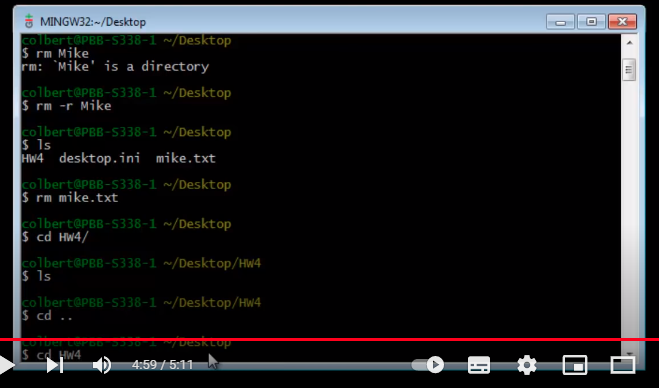 MINGW32:~/Desktop
colbert@PBB-S338-1 ~/Desktop
$ rm Mike
rm: `Mike' is a directory
colbert@PBB-S338-1 ~/Desktop
$ rm -r Mike
colbert@PBB-S338-1 ~/Desktop
$ ls
HW4  desktop.ini  mike.txt
colbert@PBB-S338-1 ~/Desktop
$ rm mike.txt
colbert@PBB-S338-1 ~/Desktop
$ cd HW4/
colbert@PBB-S338-1 ~/Desktop/HW4
$ ls
colbert@PBB-S338-1 ~/Desktop/HW4
$ cd ..
colbert@PBB-S338-1 ~/Desktop
$ cd HW4
4:59 / 5:11